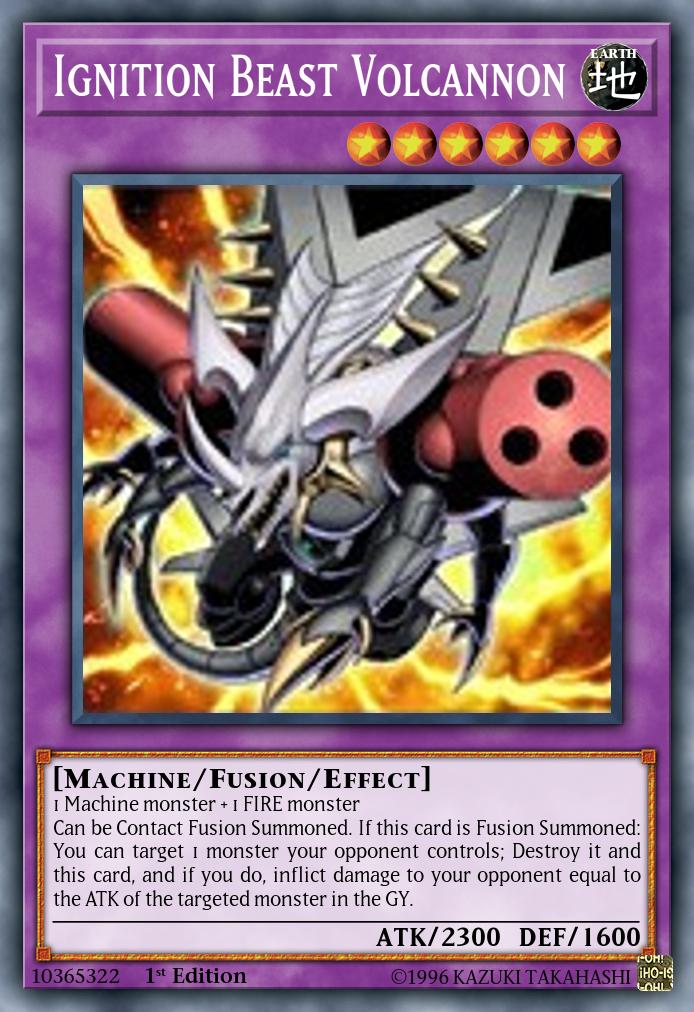 Ignition Beast Volcannon
EARTH
地
[Machine/Fusion/Effect]
1 Machine monster + 1 FIRE monster
Can be Contact Fusion Summoned. If this card is Fusion Summoned:
You can target 1 monster your opponent controls; Destroy it and
this card, and if you do, inflict damage to your opponent equal to
the ATK of the targeted monster in the GY.
ATK/2300 DEF/1600
10365322 1st Edition ©1996 KAZUKI TAKAHASHI